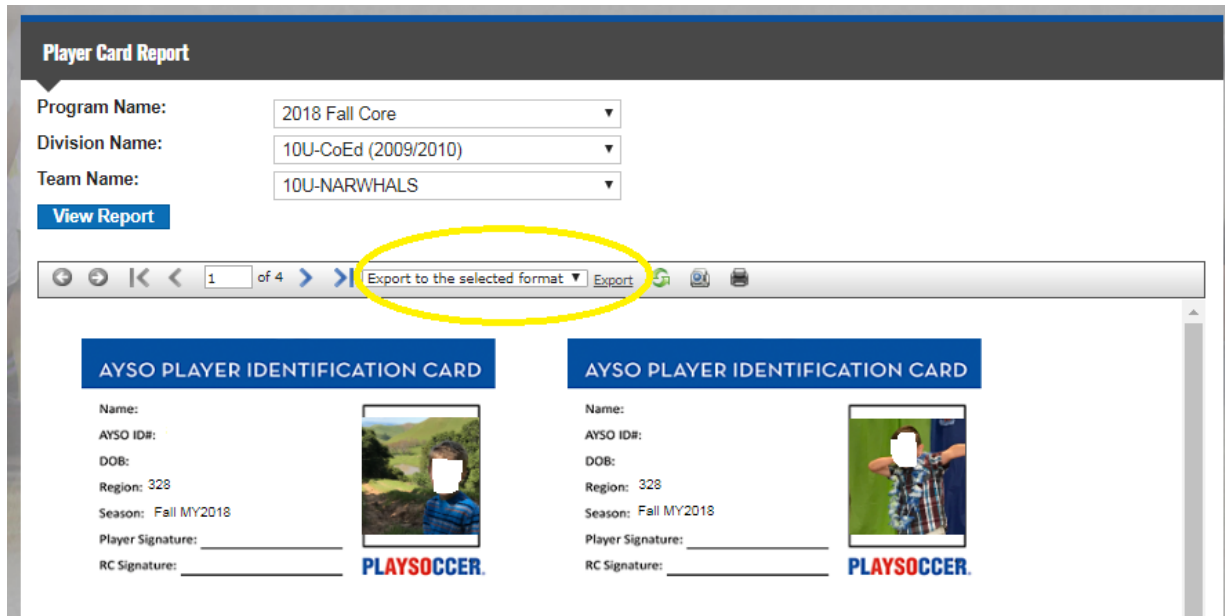 Player Card Report
Program Name: 2018 Fall Core
Division Name: 10U-CoEd (2009/2010)
Team Name: 10U-NARWHALS
View Report
1 of 4 Export to the selected format Export
AYSO PLAYER IDENTIFICATION CARD
Name:
AYSO ID#:
DOB:
Region: 328
Season: Fall MY2018
Player Signature:
RC Signature:
PLAYSOCCER.
AYSO PLAYER IDENTIFICATION CARD
Name:
AYSO ID#:
DOB:
Region: 328
Season: Fall MY2018
Player Signature:
RC Signature:
PLAYSOCCER.